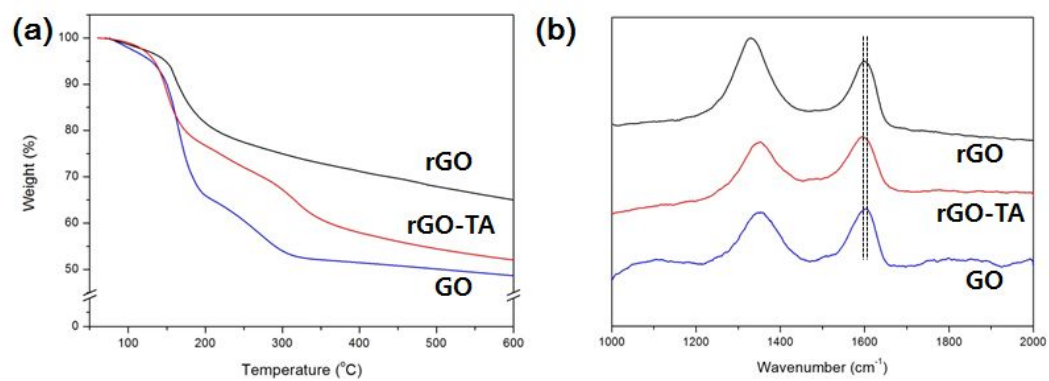 (a)
100
90
80
70
60
50
0
Weight (%)
rGO
rGO-TA
GO
100 200 300 400 500 600
Temperature (°C)
(b)
rGO
rGO-TA
GO
1000 1200 1400 1600 1800 2000
Wavenumber (cm⁻¹)